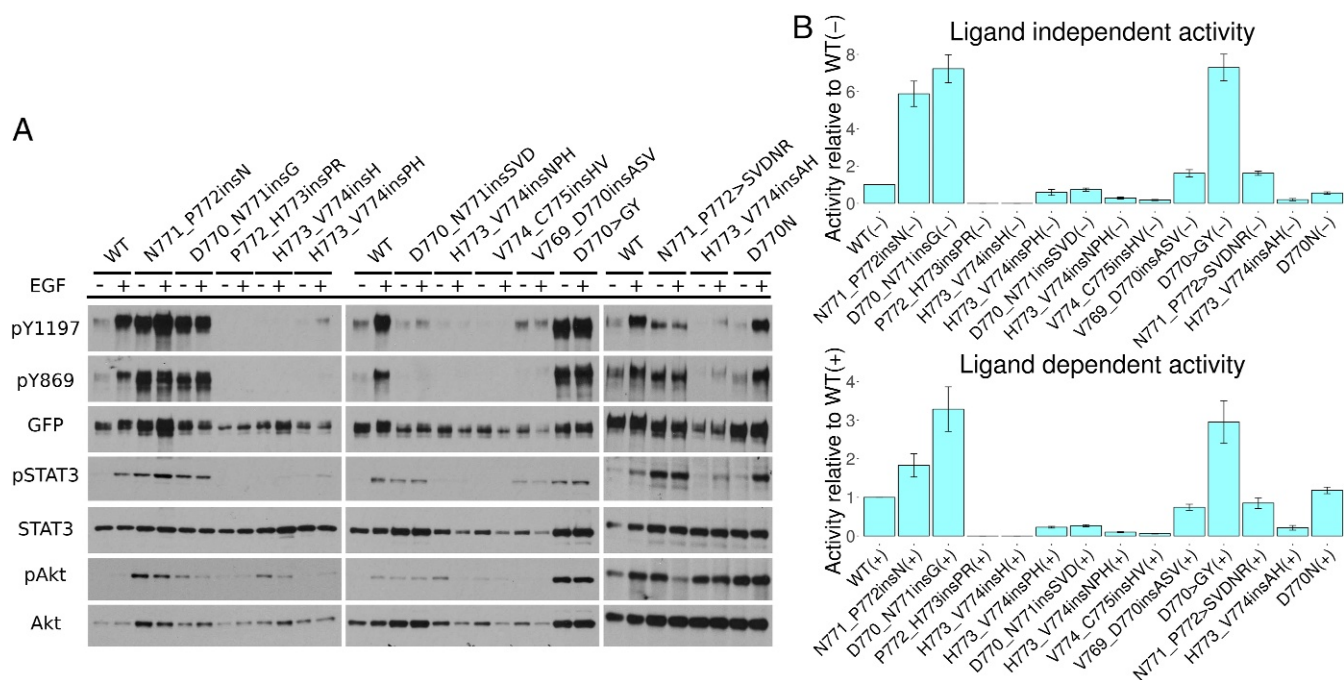 A
WT
N771_P772insN
D770_N771insG
P772_H773insPR
H773_V774insH
H773_V774insPH
WT
D770_N771insSVD
H773_V774insNPH
V774_C775insHV
V769_D770insASV
D770>GY
WT
N771_P772>SVDNR
H773_V774insAH
D770N
EGF - + - + - + - + - + - + - + - + - + - + - + - + - + - + - + - +
pY1197
pY869
GFP
pSTAT3
STAT3
pAkt
Akt
B
Ligand independent activity
Activity relative to WT(−)
8
6
4
2
0
WT(-)
N771_P772insN(-)
D770_N771insG(-)
P772_H773insPR(-)
H773_V774insH(-)
H773_V774insPH(-)
D770_N771insSVD(-)
H773_V774insNPH(-)
V774_C775insHV(-)
V769_D770insASV(-)
D770>GY(-)
N771_P772>SVDNR(-)
H773_V774insAH(-)
D770N(-)
Ligand dependent activity
Activity relative to WT(+)
4
3
2
1
0
WT(+)
N771_P772insN(+)
D770_N771insG(+)
P772_H773insPR(+)
H773_V774insH(+)
H773_V774insPH(+)
D770_N771insSVD(+)
H773_V774insNPH(+)
V774_C775insHV(+)
V769_D770insASV(+)
D770>GY(+)
N771_P772>SVDNR(+)
H773_V774insAH(+)
D770N(+)